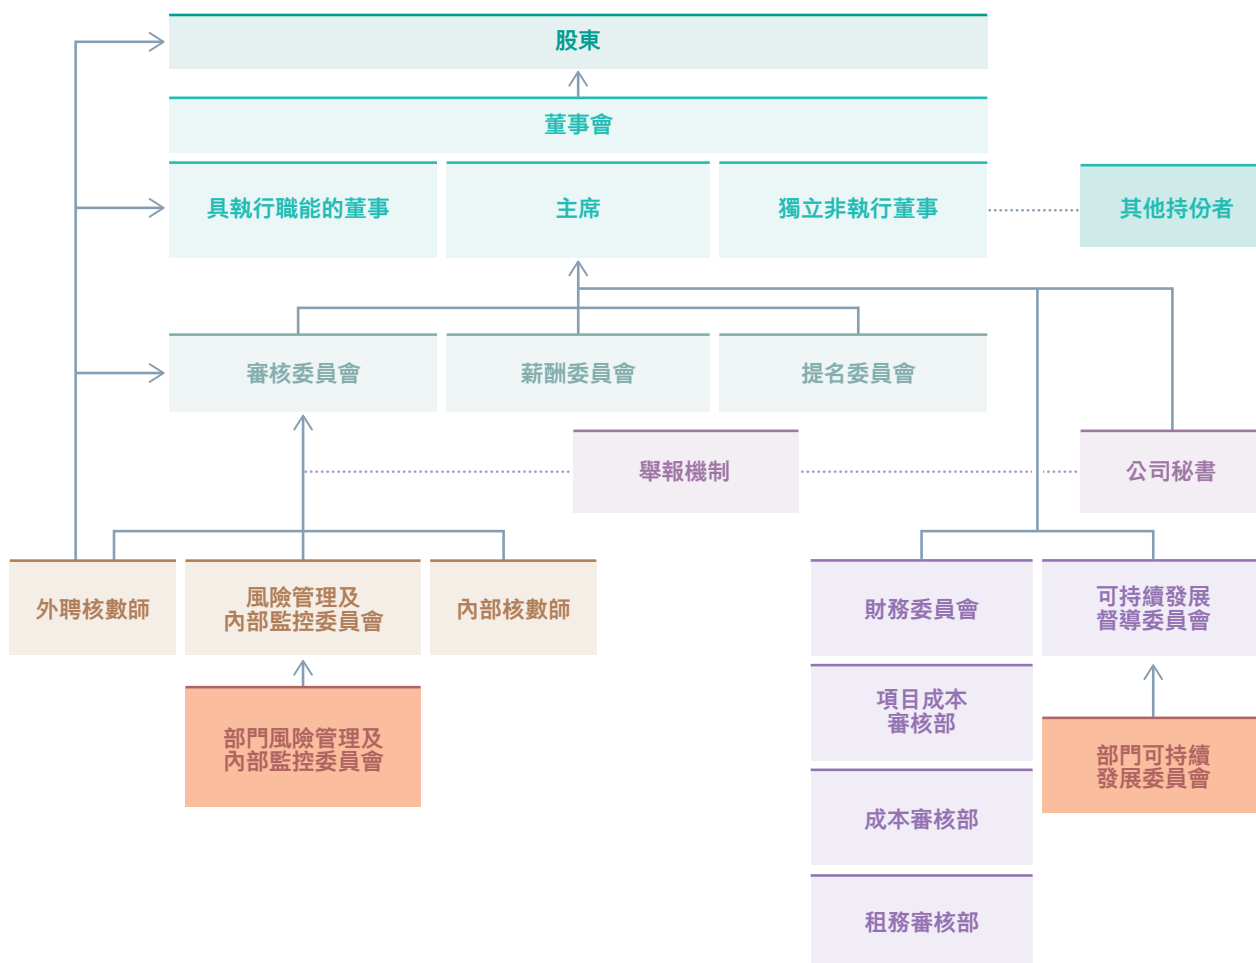 股東
董事會
具執行職能的董事
主席
獨立非執行董事
其他持份者
審核委員會
薪酬委員會
提名委員會
舉報機制
公司秘書
外聘核數師
風險管理及
內部監控委員會
內部核數師
財務委員會
可持續發展
督導委員會
部門風險管理及
內部監控委員會
項目成本
審核部
部門可持續
發展委員會
成本審核部
租務審核部